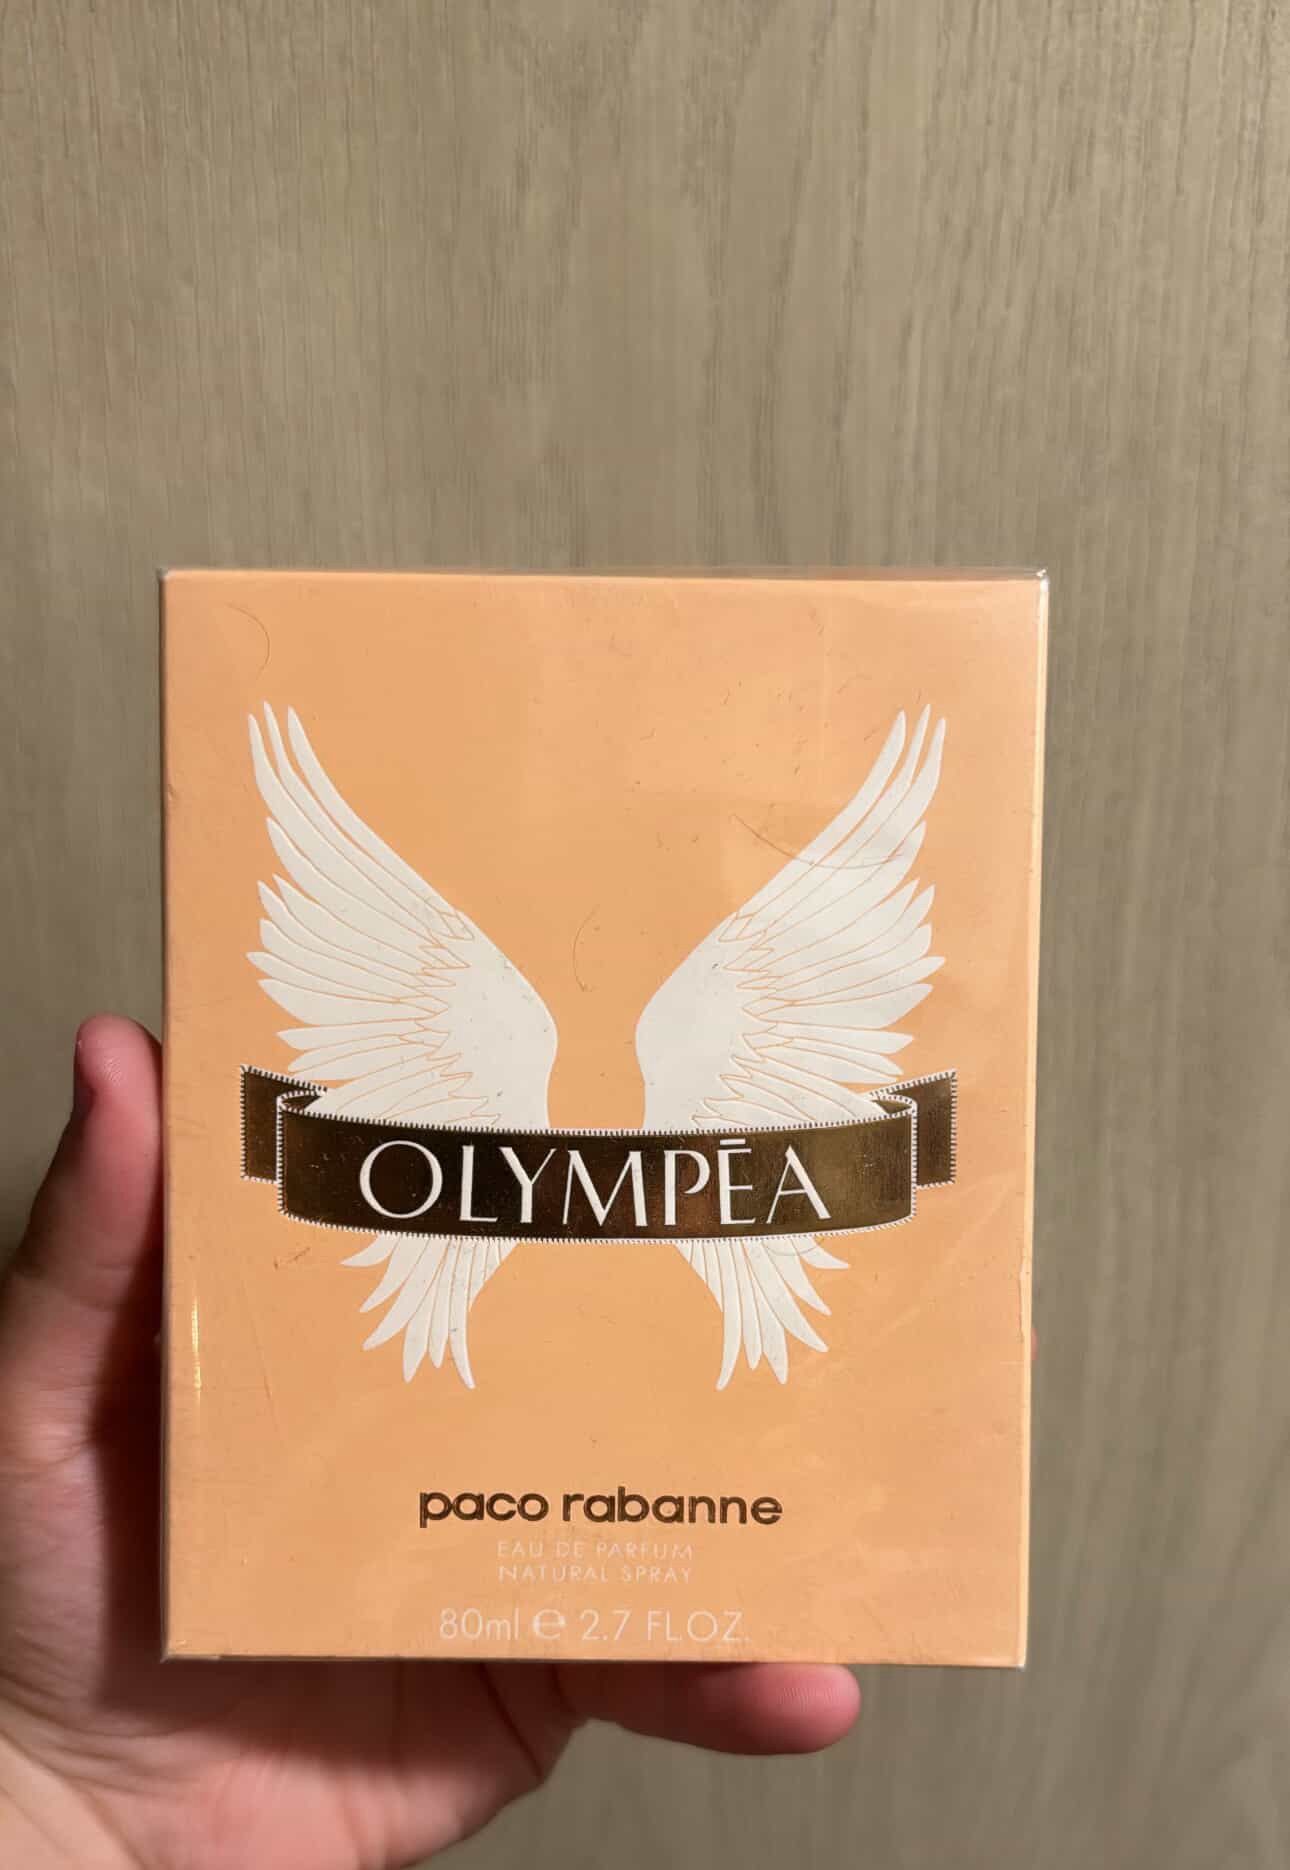 OLYMPĒA
paco rabanne
EAU DE PARFUM
NATURAL SPRAY
80ml ℮ 2.7 FL.OZ.